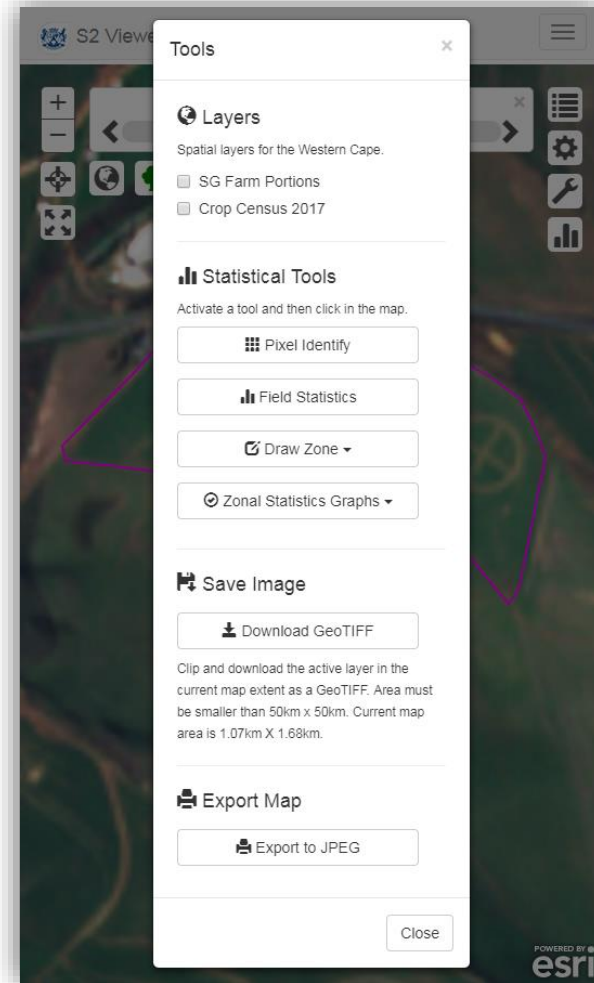 S2 Viewe
Tools
×
Layers
Spatial layers for the Western Cape.
SG Farm Portions
Crop Census 2017
Statistical Tools
Activate a tool and then click in the map.
Pixel Identify
Field Statistics
Draw Zone
Zonal Statistics Graphs
Save Image
Download GeoTIFF
Clip and download the active layer in the
current map extent as a GeoTIFF. Area must
be smaller than 50km x 50km. Current map
area is 1.07km X 1.68km.
Export Map
Export to JPEG
Close
POWERED BY
esri